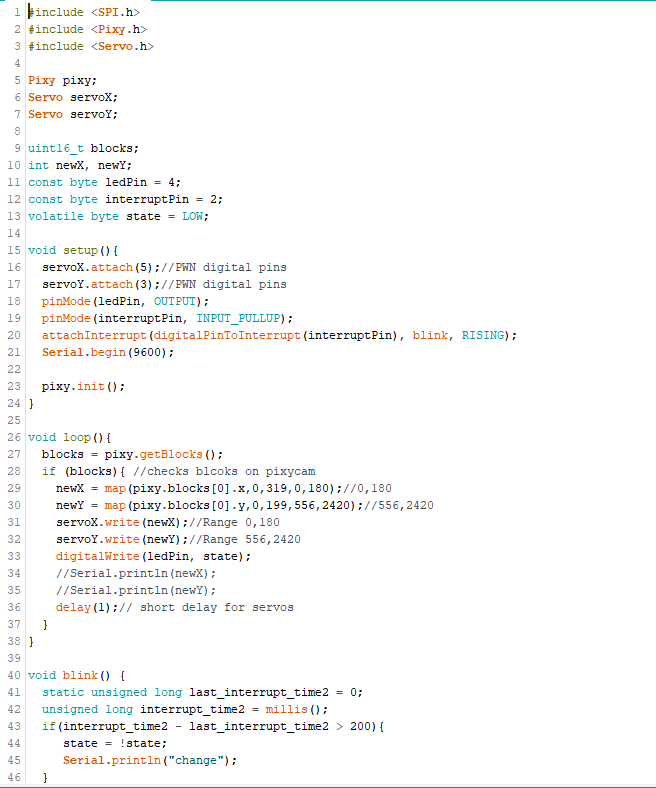 1 #include <SPI.h>
2 #include <Pixy.h>
3 #include <Servo.h>
4
5 Pixy pixy;
6 Servo servoX;
7 Servo servoY;
8
9 uint16_t blocks;
10 int newX, newY;
11 const byte ledPin = 4;
12 const byte interruptPin = 2;
13 volatile byte state = LOW;
14
15 void setup(){
16   servoX.attach(5);//PWN digital pins
17   servoY.attach(3);//PWN digital pins
18   pinMode(ledPin, OUTPUT);
19   pinMode(interruptPin, INPUT_PULLUP);
20   attachInterrupt(digitalPinToInterrupt(interruptPin), blink, RISING);
21   Serial.begin(9600);
22
23   pixy.init();
24 }
25
26 void loop(){
27   blocks = pixy.getBlocks();
28   if (blocks){ //checks blcoks on pixycam
29     newX = map(pixy.blocks[0].x,0,319,0,180);//0,180
30     newY = map(pixy.blocks[0].y,0,199,556,2420);//556,2420
31     servoX.write(newX);//Range 0,180
32     servoY.write(newY);//Range 556,2420
33     digitalWrite(ledPin, state);
34     //Serial.println(newX);
35     //Serial.println(newY);
36     delay(1);// short delay for servos
37   }
38 }
39
40 void blink() {
41   static unsigned long last_interrupt_time2 = 0;
42   unsigned long interrupt_time2 = millis();
43   if(interrupt_time2 - last_interrupt_time2 > 200){
44      state = !state;
45      Serial.println("change");
46   }